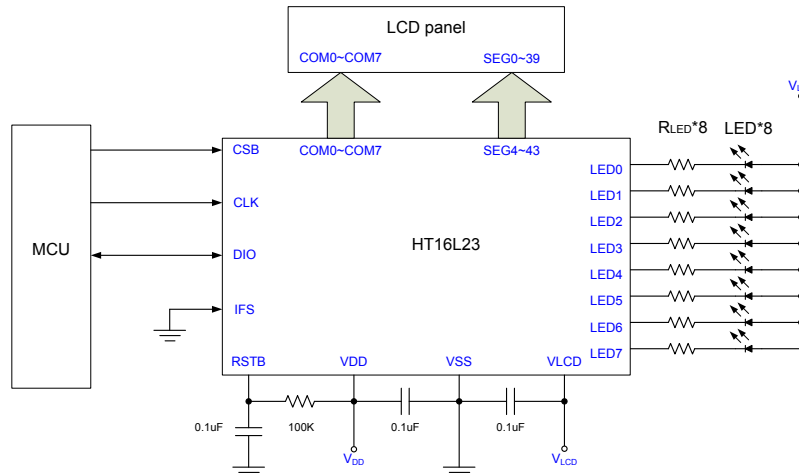 LCD panel
COM0~COM7 SEG0~39
RLED*8 LED*8
COM0~COM7 SEG4~43
MCU
CSB
CLK
DIO
IFS
HT16L23
LED0
LED1
LED2
LED3
LED4
LED5
LED6
LED7
RSTB VDD VSS VLCD
0.1uF 100K 0.1uF 0.1uF
VDD VLCD